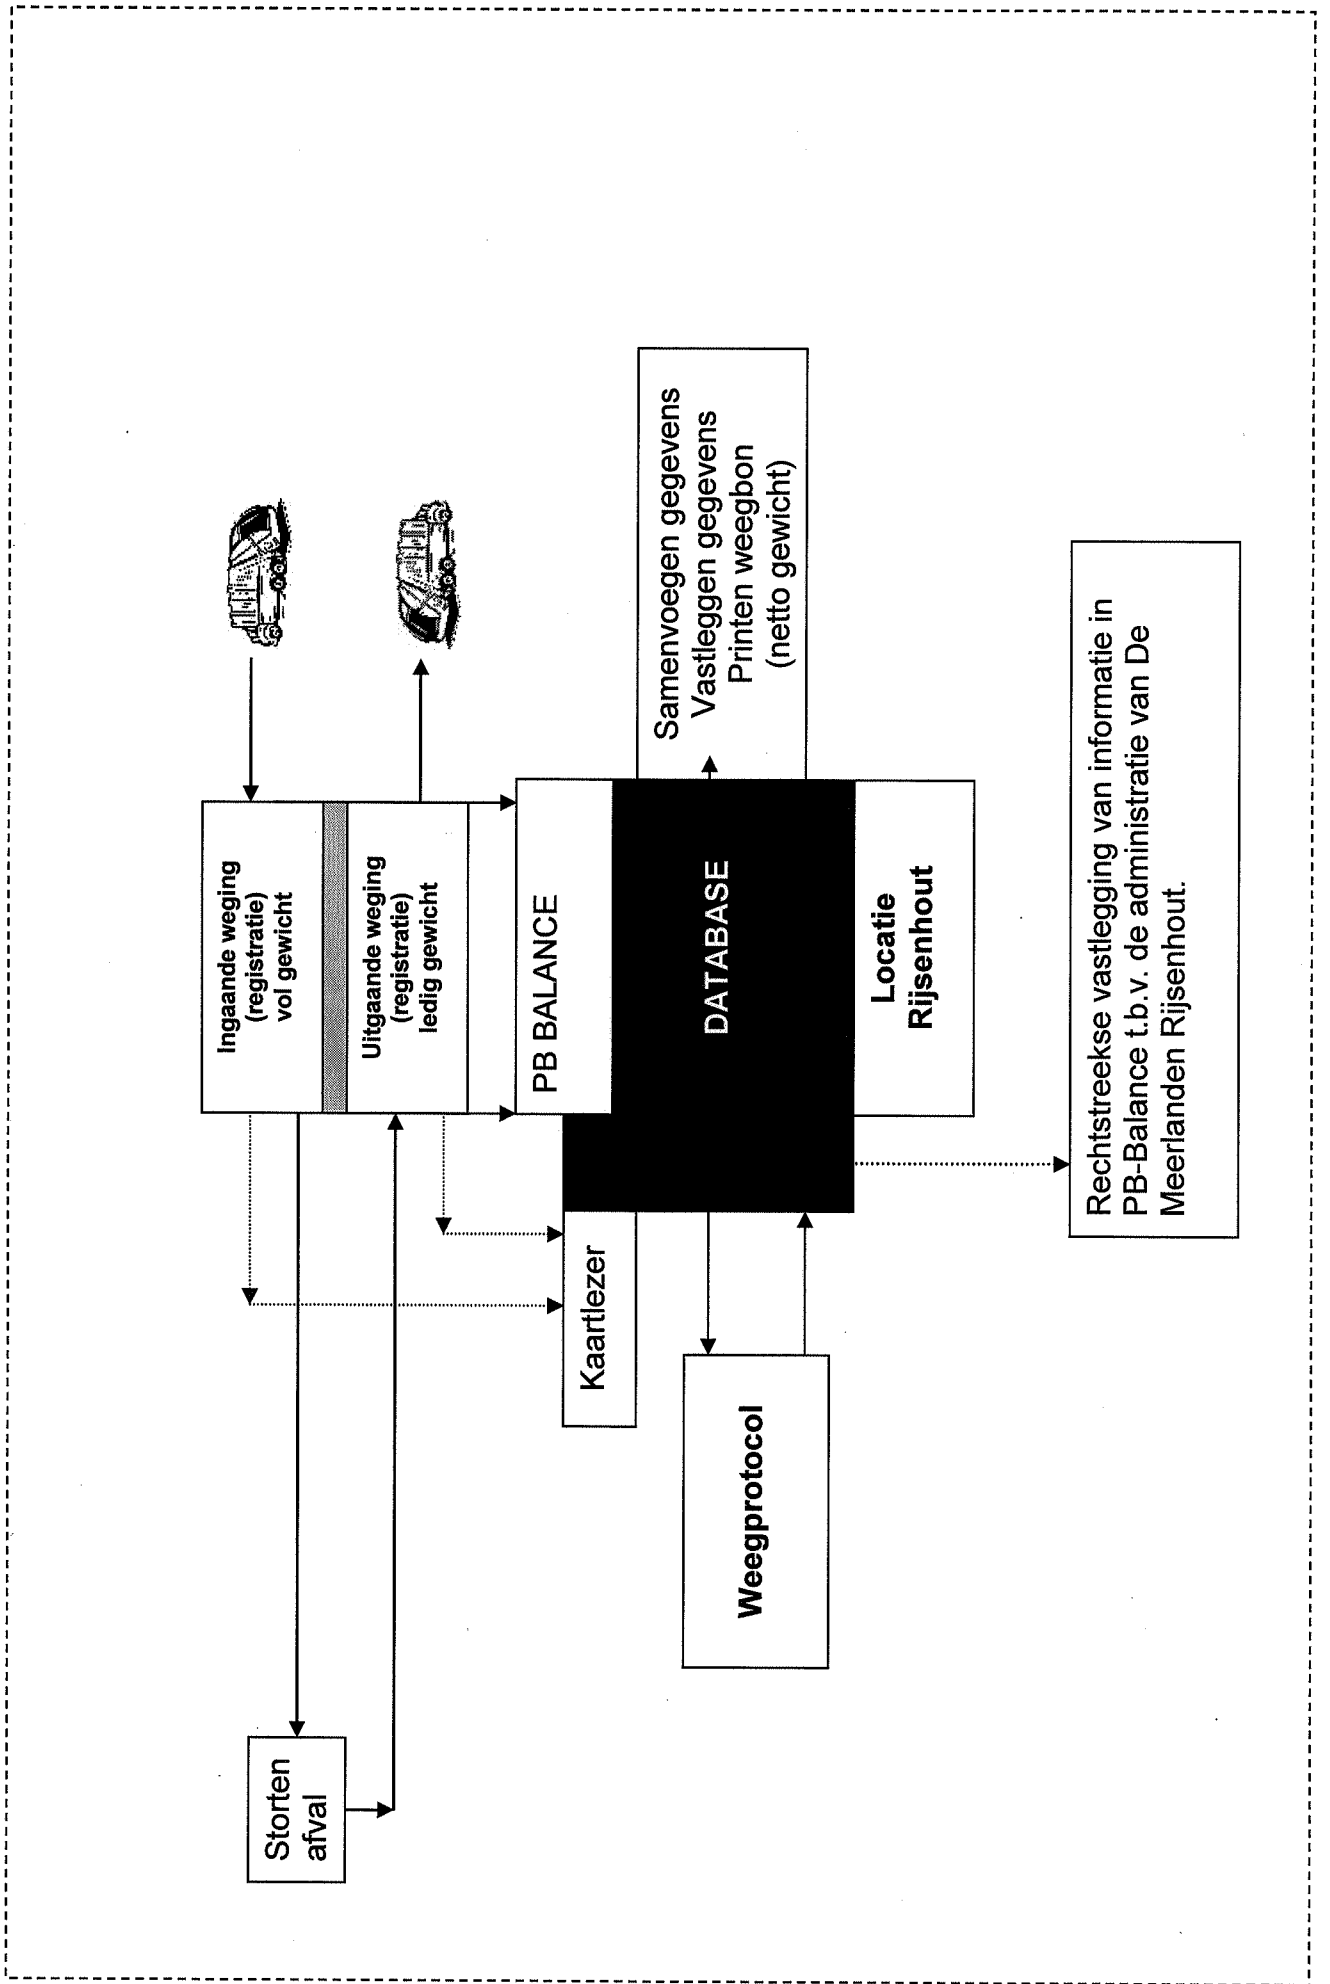 Storten
afval
Ingaande weging
(registratie)
vol gewicht
Uitgaande weging
(registratie)
ledig gewicht
PB BALANCE
Kaartlezer
DATABASE
Weegprotocol
Samenvoegen gegevens
Vastleggen gegevens
Printen weegbon
(netto gewicht)
Locatie
Rijsenhout
Rechtstreekse vastlegging van informatie in
PB-Balance t.b.v. de administratie van De
Meerlanden Rijsenhout.